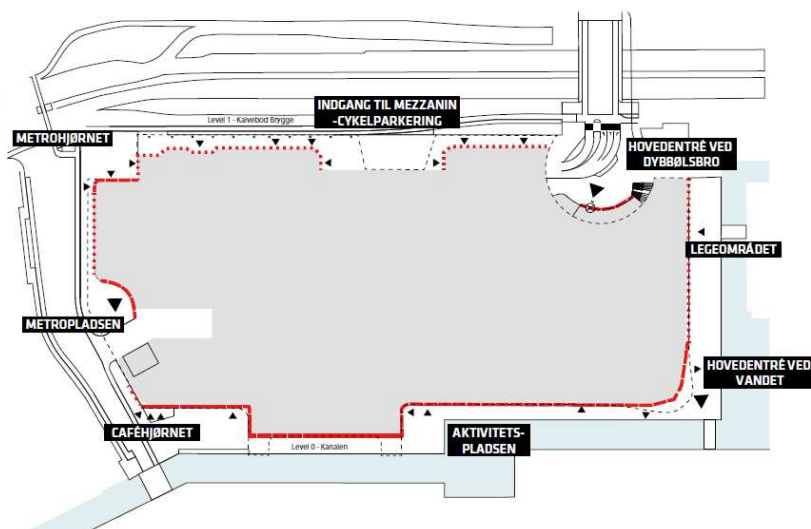 INDGANG TIL MEZZANIN
-CYKELPARKERING
Level 1 - Kalvebod Brygge
METROHJØRNET
HOVEDENTRÉ VED
DYBBØLSBRO
LEGEOMRÅDET
METROPLADSEN
HOVEDENTRÉ VED
VANDET
CAFÉHJØRNET
AKTIVITETS-
PLADSEN
Level 0 - Kanalen